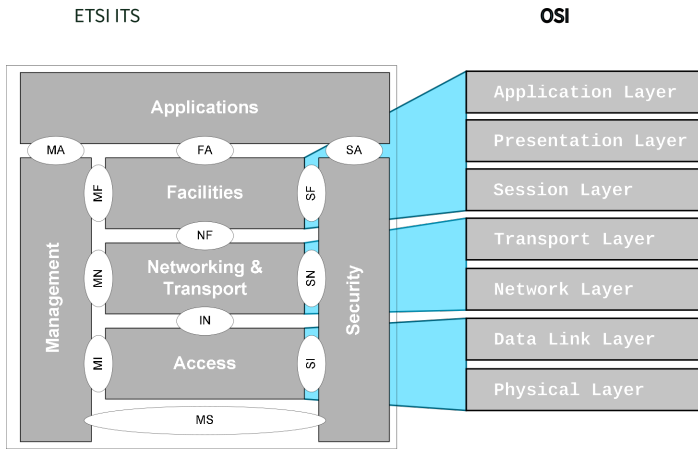 ETSI ITS
OSI
Applications
MA
FA
SA
MF
Facilities
SF
NF
Management
MN
Networking &
Transport
SN
Security
IN
MI
Access
SI
MS
Application Layer
Presentation Layer
Session Layer
Transport Layer
Network Layer
Data Link Layer
Physical Layer